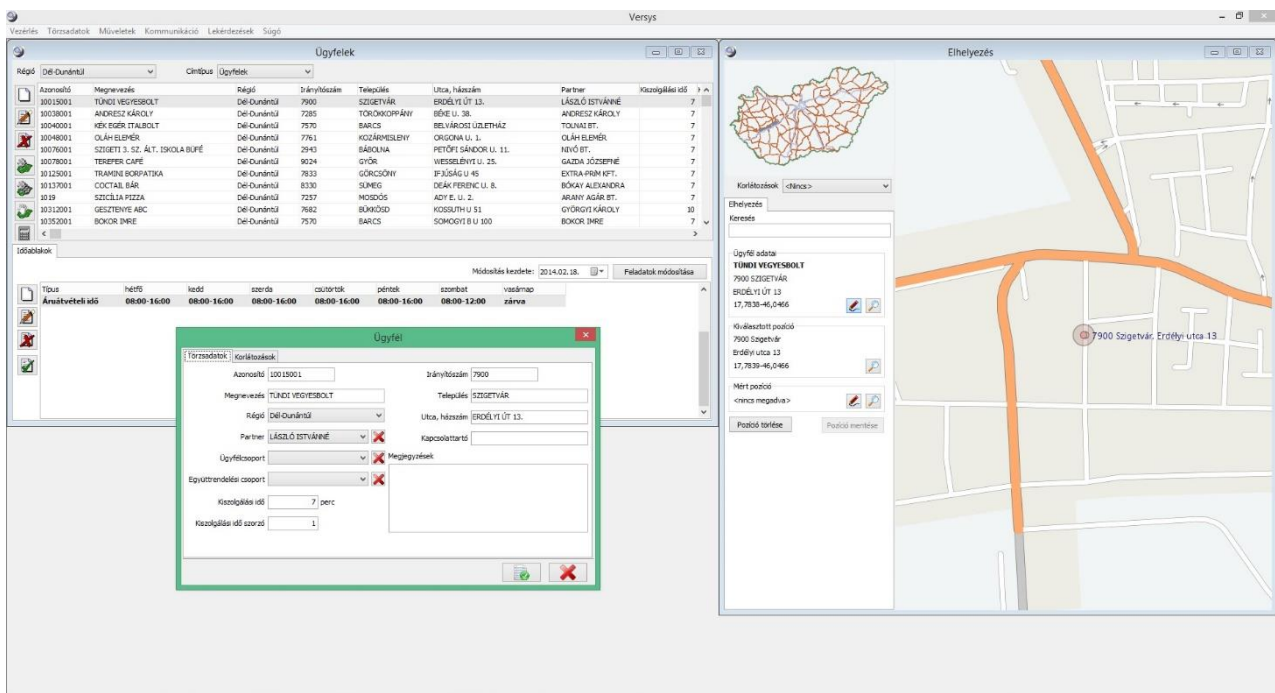 Versys
Vezérlés Törzsadatok Műveletek Kommunikáció Lekérdezések Súgó
Ügyfelek
Régió Dél-Dunántúl Címtípus Ügyfelek
Azonosító Megnevezés Régió Irányítószám Település Utca, házszám Partner Kiszolgálási idő
10015001 TÜNDI VEGYESBOLT Dél-Dunántúl 7900 SZIGETVÁR ERDÉLYI ÚT 13. LÁSZLÓ ISTVÁNNÉ 7
10038001 ANDRESZ KÁROLY Dél-Dunántúl 7285 TÖRÖKKOPPÁNY BÉKE U. 38. ANDRESZ KÁROLY 7
10040001 KÉK EGÉR ITALBOLT Dél-Dunántúl 7570 BARCS BELVÁROSI ÜZLETHÁZ TOLNAI BT. 7
10048001 OLÁH ELEMÉR Dél-Dunántúl 7761 KOZÁRMISLENY ORGONA U. 1. OLÁH ELEMÉR 7
10076001 SZIGETI 3. SZ. ÁLT. ISKOLA BÜFÉ Dél-Dunántúl 2943 BÁBOLNA PETŐFI SÁNDOR U. 11. NIVÓ BT. 7
10078001 TEREFER CAFÉ Dél-Dunántúl 9024 GYŐR WESSELÉNYI U. 25. GAZDA JÓZSEFNÉ 7
10125001 TRAMINI BORPATIKA Dél-Dunántúl 7833 GÖRCSÖNY IFJÚSÁG U 45 EXTRA-PRÍM KFT. 7
10137001 COCTAIL BÁR Dél-Dunántúl 8330 SÜMEG DEÁK FERENC U. 8. BÓKAY ALEXANDRA 7
1019 SZICÍLIA PIZZA Dél-Dunántúl 7257 MOSDÓS ADY E. U. 2. ARANY AGÁR BT. 7
10312001 GESZTENYE ABC Dél-Dunántúl 7682 BÜKKÖSD KOSSUTH U 51 GYÖRGYI KÁROLY 10
10352001 BOKOR IMRE Dél-Dunántúl 7570 BARCS SOMOGYI B U 100 BOKOR IMRE 7
Időablakok
Módosítás kezdete: 2014.02.18. Feladatok módosítása
Típus hétfő kedd szerda csütörtök péntek szombat vasárnap
Áruátvételi idő 08:00-16:00 08:00-16:00 08:00-16:00 08:00-16:00 08:00-16:00 08:00-12:00 zárva
Ügyfél
Törzsadatok Korlátozások
Azonosító 10015001 Irányítószám 7900
Megnevezés TÜNDI VEGYESBOLT Település SZIGETVÁR
Régió Dél-Dunántúl Utca, házszám ERDÉLYI ÚT 13.
Partner LÁSZLÓ ISTVÁNNÉ Kapcsolattartó
Ügyfélcsoport Megjegyzések
Együttrendelési csoport
Kiszolgálási idő 7 perc
Kiszolgálási idő szorzó 1
Elhelyezés
Korlátozások <Nincs>
Elhelyezés
Keresés
Ügyfél adatai
TÜNDI VEGYESBOLT
7900 SZIGETVÁR
ERDÉLYI ÚT 13
17,7838-46,0466
Kiválasztott pozíció
7900 Szigetvár
Erdélyi utca 13
17,7839-46,0466
Mért pozíció
<nincs megadva>
Pozíció törlése Pozíció mentése
7900 Szigetvár, Erdélyi utca 13